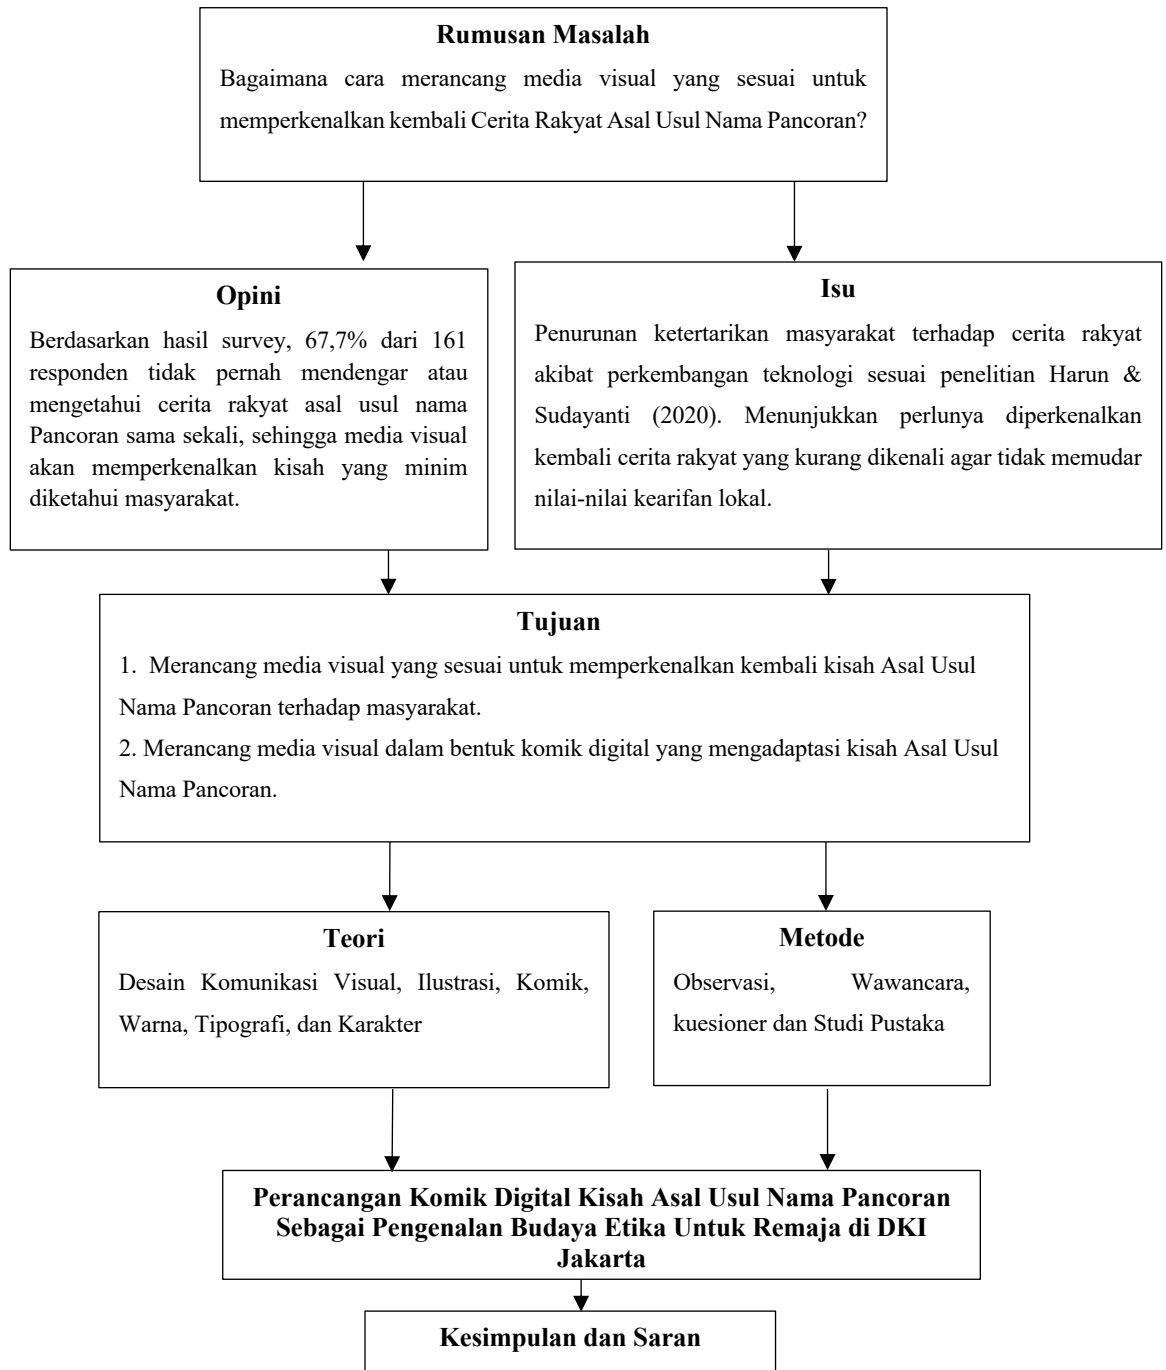 Rumusan Masalah
Bagaimana cara merancang media visual yang sesuai untuk
memperkenalkan kembali Cerita Rakyat Asal Usul Nama Pancoran?
Opini
Berdasarkan hasil survey, 67,7% dari 161
responden tidak pernah mendengar atau
mengetahui cerita rakyat asal usul nama
Pancoran sama sekali, sehingga media visual
akan memperkenalkan kisah yang minim
diketahui masyarakat.
Isu
Penurunan ketertarikan masyarakat terhadap cerita rakyat
akibat perkembangan teknologi sesuai penelitian Harun &
Sudayanti (2020). Menunjukkan perlunya diperkenalkan
kembali cerita rakyat yang kurang dikenali agar tidak memudar
nilai-nilai kearifan lokal.
Tujuan
1. Merancang media visual yang sesuai untuk memperkenalkan kembali kisah Asal Usul
Nama Pancoran terhadap masyarakat.
2. Merancang media visual dalam bentuk komik digital yang mengadaptasi kisah Asal Usul
Nama Pancoran.
Teori
Desain Komunikasi Visual, Ilustrasi, Komik,
Warna, Tipografi, dan Karakter
Metode
Observasi, Wawancara,
kuesioner dan Studi Pustaka
Perancangan Komik Digital Kisah Asal Usul Nama Pancoran
Sebagai Pengenalan Budaya Etika Untuk Remaja di DKI
Jakarta
Kesimpulan dan Saran